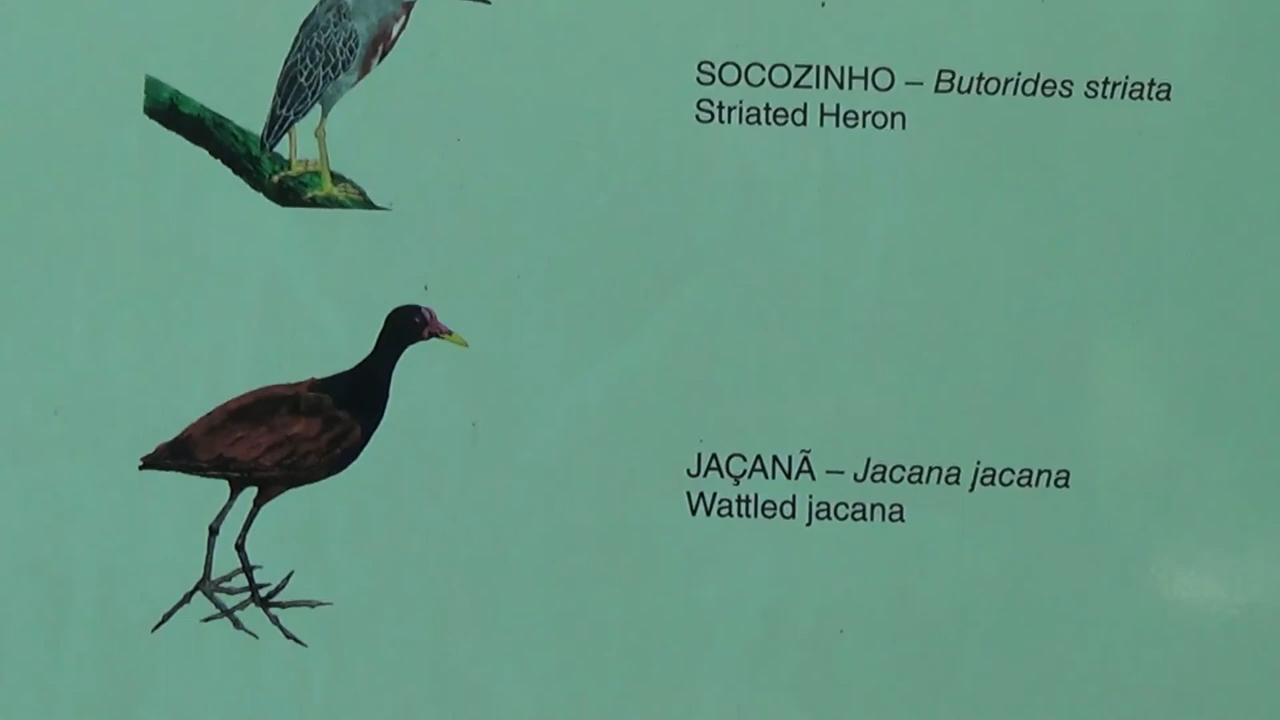 SOCOZINHO – Butorides striata
Striated Heron
JAÇANÃ – Jacana jacana
Wattled jacana